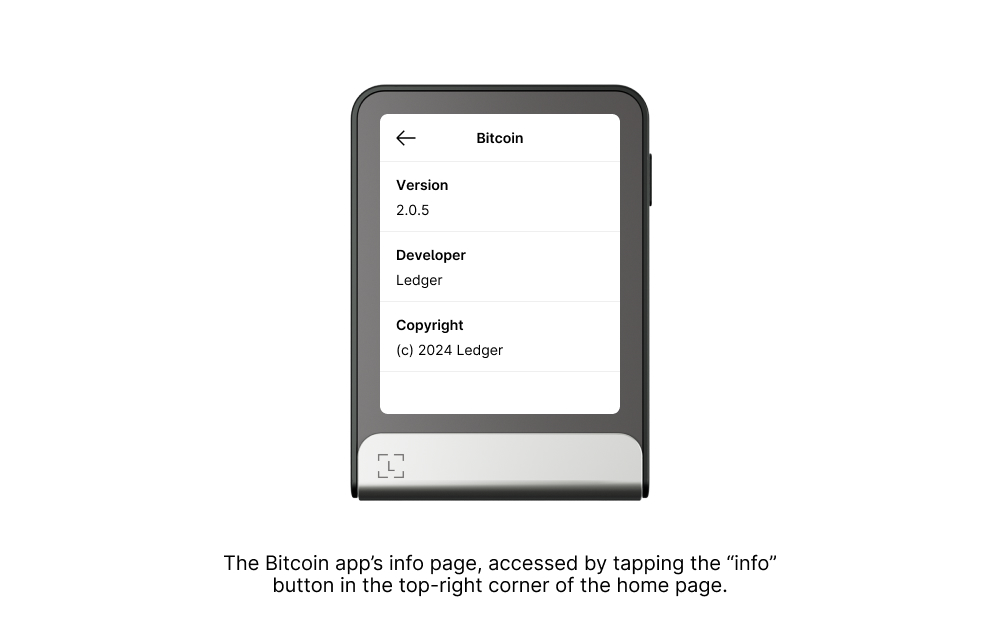 Bitcoin
Version
2.0.5
Developer
Ledger
Copyright
(c) 2024 Ledger
L
The Bitcoin app’s info page, accessed by tapping the “info”
button in the top-right corner of the home page.